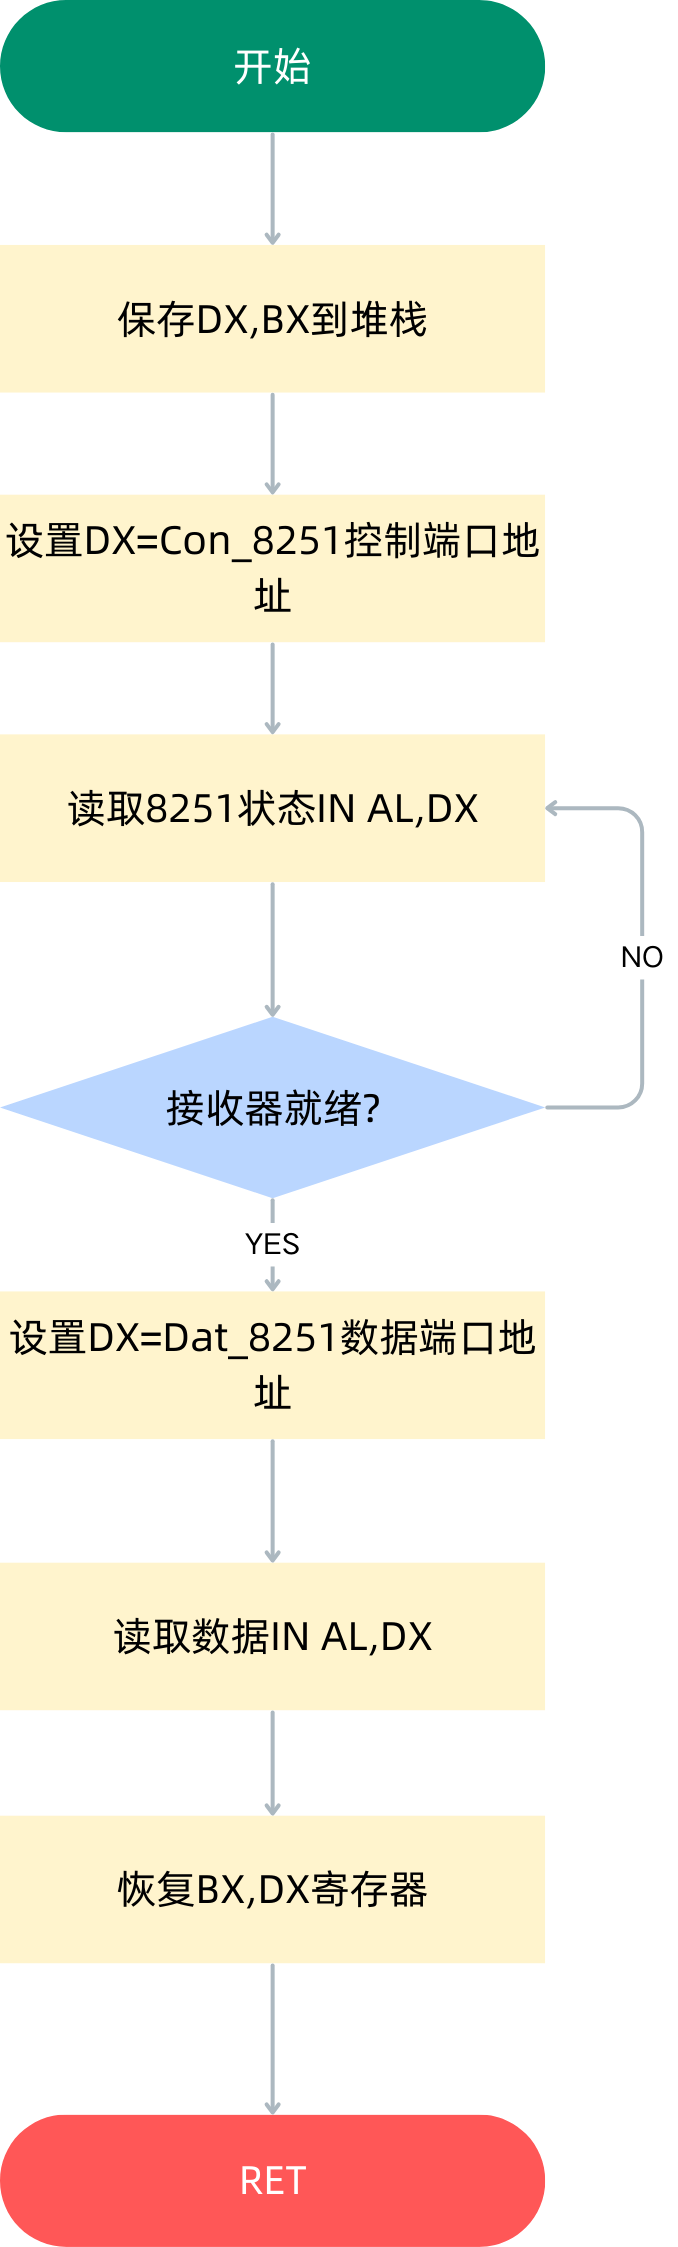 开始
保存DX,BX到堆栈
设置DX=Con_8251控制端口地
址
读取8251状态IN AL,DX
NO
接收器就绪?
YES
设置DX=Dat_8251数据端口地
址
读取数据IN AL,DX
恢复BX,DX寄存器
RET